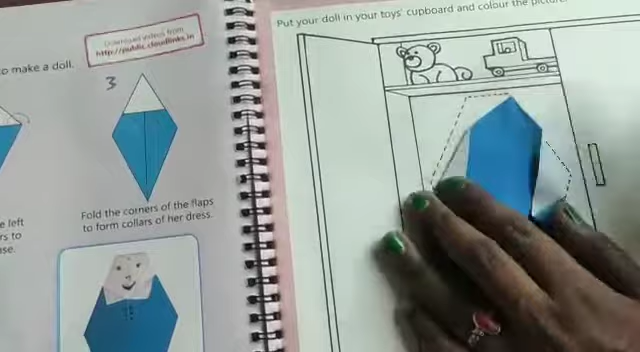 Download videos from
http://public.cloudlinks.in
to make a doll.
3
Fold the corners of the flaps
to form collars of her dress.
e left
rs to
se.
Put your doll in your toys' cupboard and colour the picture.